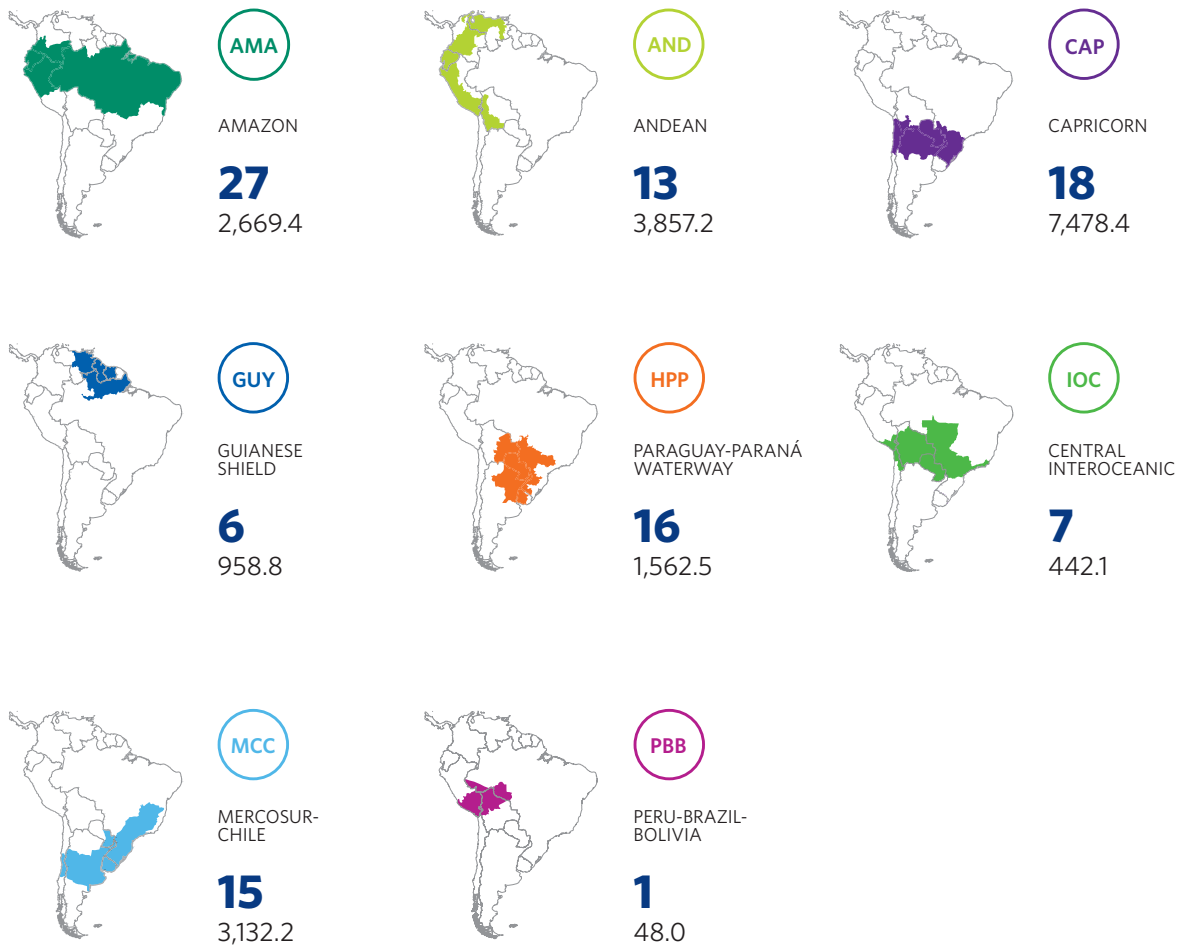 AMA
AMAZON
27
2,669.4
AND
ANDEAN
13
3,857.2
CAP
CAPRICORN
18
7,478.4
GUY
GUIANESE
SHIELD
6
958.8
HPP
PARAGUAY-PARANÁ
WATERWAY
16
1,562.5
IOC
CENTRAL
INTEROCEANIC
7
442.1
MCC
MERCOSUR-
CHILE
15
3,132.2
PBB
PERU-BRAZIL-
BOLIVIA
1
48.0